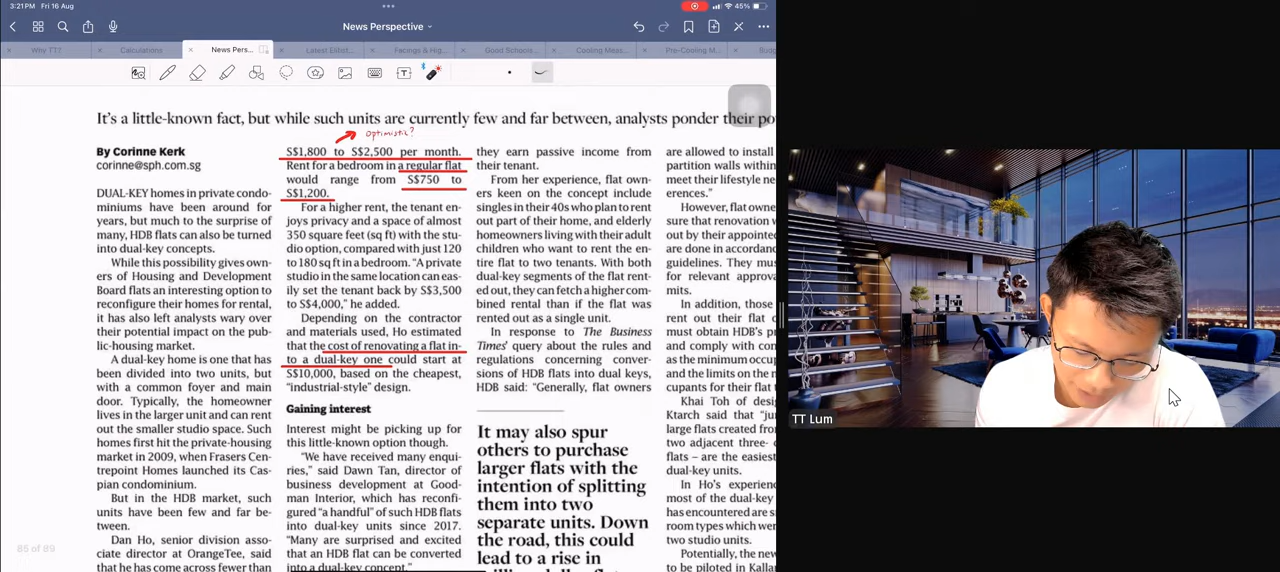 3:21 PM Fri 16 Aug
45%
News Perspective
Why TT?
Calculations
News Pers...
Latest Elitist...
Facings & Hig...
Good Schools...
Cooling Meas...
Pre-Cooling M...
It's a little-known fact, but while such units are currently few and far between, analysts ponder their po
Optimistic?
By Corinne Kerk
corinne@sph.com.sg
DUAL-KEY homes in private condo-
miniums have been around for
years, but much to the surprise of
many, HDB flats can also be turned
into dual-key concepts.
While this possibility gives own-
ers of Housing and Development
Board flats an interesting option to
reconfigure their homes for rental,
it has also left analysts wary over
their potential impact on the pub-
lic-housing market.
A dual-key home is one that has
been divided into two units, but
with a common foyer and main
door. Typically, the homeowner
lives in the larger unit and can rent
out the smaller studio space. Such
homes first hit the private-housing
market in 2009, when Frasers Cen-
trepoint Homes launched its Cas-
pian condominium.
But in the HDB market, such
units have been few and far be-
tween.
Dan Ho, senior division asso-
ciate director at OrangeTee, said
that he has come across fewer than
S$1,800 to S$2,500 per month.
Rent for a bedroom in a regular flat
would range from S$750 to
S$1,200.
For a higher rent, the tenant en-
joys privacy and a space of almost
350 square feet (sq ft) with the stu-
dio option, compared with just 120
to 180 sq ft in a bedroom. "A private
studio in the same location can eas-
ily set the tenant back by S$3,500
to S$4,000," he added.
Depending on the contractor
and materials used, Ho estimated
that the cost of renovating a flat in-
to a dual-key one could start at
S$10,000, based on the cheapest,
"industrial-style" design.
Gaining interest
Interest might be picking up for
this little-known option though.
"We have received many enqui-
ries," said Dawn Tan, director of
business development at Good-
man Interior, which has reconfi-
gured "a handful" of such HDB flats
into dual-key units since 2017.
"Many are surprised and excited
that an HDB flat can be converted
into a dual-key concept."
they earn passive income from
their tenant.
From her experience, flat own-
ers keen on the concept include
singles in their 40s who plan to rent
out part of their home, and elderly
homeowners living with their adult
children who want to rent the en-
tire flat to two tenants. With both
dual-key segments of the flat rent-
ed out, they can fetch a higher com-
bined rental than if the flat was
rented out as a single unit.
In response to The Business
Times' query about the rules and
regulations concerning conver-
sions of HDB flats into dual keys,
HDB said: "Generally, flat owners
It may also spur
others to purchase
larger flats with the
intention of splitting
them into two
separate units. Down
the road, this could
lead to a rise in
are allowed to install
partition walls within
meet their lifestyle ne
erences."
However, flat owne
sure that renovation w
out by their appointed
are done in accordanc
guidelines. They mus
for relevant approva
mits.
In addition, those
rent out their flat o
must obtain HDB's p
and comply with con
as the minimum occup
and the limits on the n
cupants for their flat t
Khai Toh of desig
Ktarch said that "jum
large flats created from
two adjacent three- o
flats – are the easiest
dual-key units.
In Ho's experienc
most of the dual-key
has encountered are s
room types which wer
two studio units.
Potentially, the new
to be piloted in Kallan
85 of 89
TT Lum